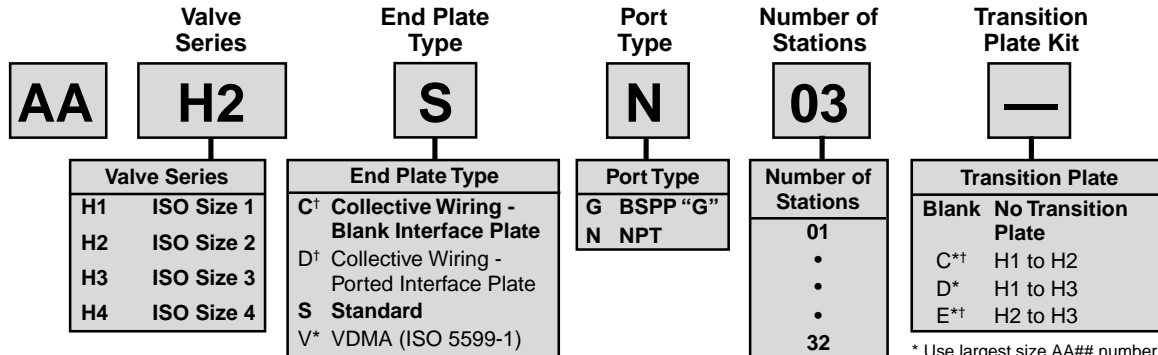 Valve Series
End Plate Type
Port Type
Number of Stations
Transition Plate Kit
AA H2 S N 03 —
Valve Series
H1 ISO Size 1
H2 ISO Size 2
H3 ISO Size 3
H4 ISO Size 4
End Plate Type
C† Collective Wiring -
Blank Interface Plate
D† Collective Wiring -
Ported Interface Plate
S Standard
V* VDMA (ISO 5599-1)
Port Type
G BSPP “G”
N NPT
Number of
Stations
01
•
•
•
32
Transition Plate
Blank No Transition
Plate
C*† H1 to H2
D* H1 to H3
E*† H2 to H3
* Use largest size AA## number